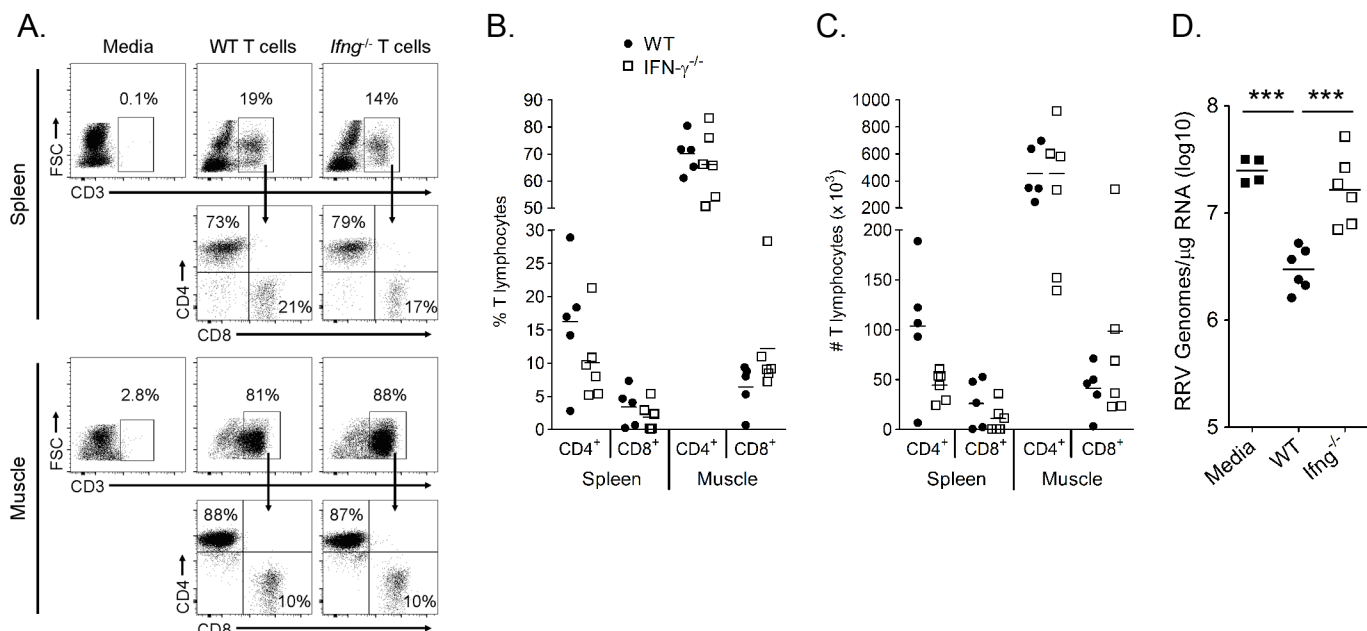 A.
Media
WT T cells
Ifng-/- T cells
Spleen
FSC
0.1%
19%
14%
CD3
CD4
73%
21%
79%
17%
CD8
Muscle
FSC
2.8%
81%
88%
CD3
CD4
88%
10%
87%
10%
CD8
B.
WT
IFN-γ-/-
% T lymphocytes
90
80
70
60
50
30
25
20
15
10
5
0
CD4+ CD8+ CD4+ CD8+
Spleen Muscle
C.
# T lymphocytes (x 10³)
1000
800
600
400
200
200
150
100
50
0
CD4+ CD8+ CD4+ CD8+
Spleen Muscle
D.
*** ***
RRV Genomes/μg RNA (log10)
8
7
6
5
Media WT Ifng-/-